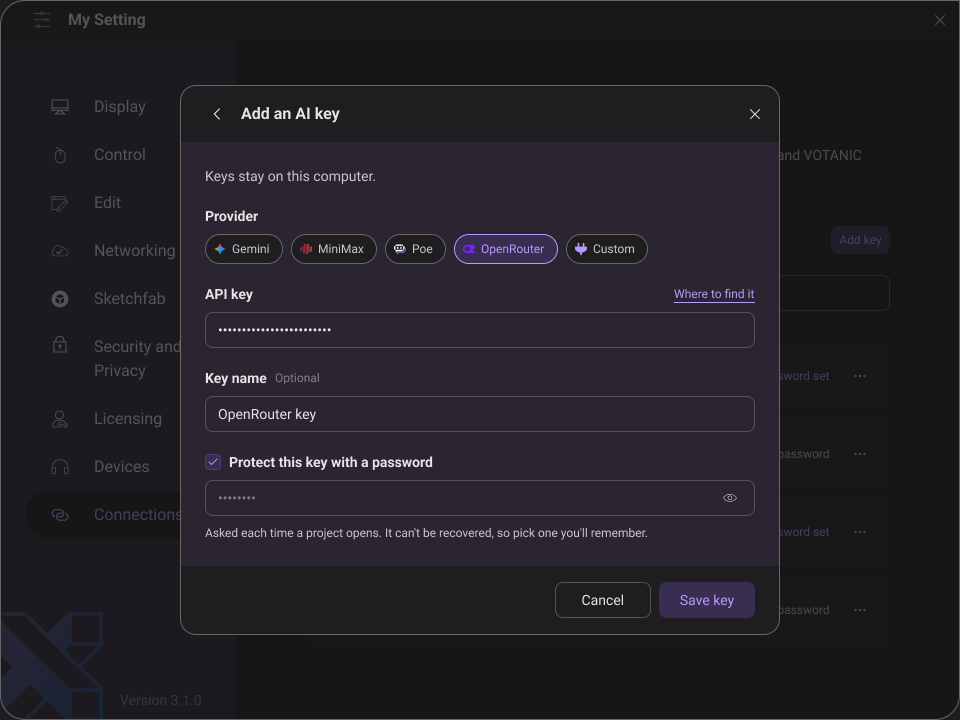 My Setting
Display
Control
Edit
Networking
Sketchfab
Security and
Privacy
Licensing
Devices
Connections
Version 3.1.0
and VOTANIC
Add key
sword set
password
sword set
password
Add an AI key
Keys stay on this computer.
Provider
Gemini MiniMax Poe OpenRouter Custom
API key Where to find it
••••••••••••••••••••••••
Key name Optional
OpenRouter key
Protect this key with a password
••••••••
Asked each time a project opens. It can't be recovered, so pick one you'll remember.
Cancel Save key